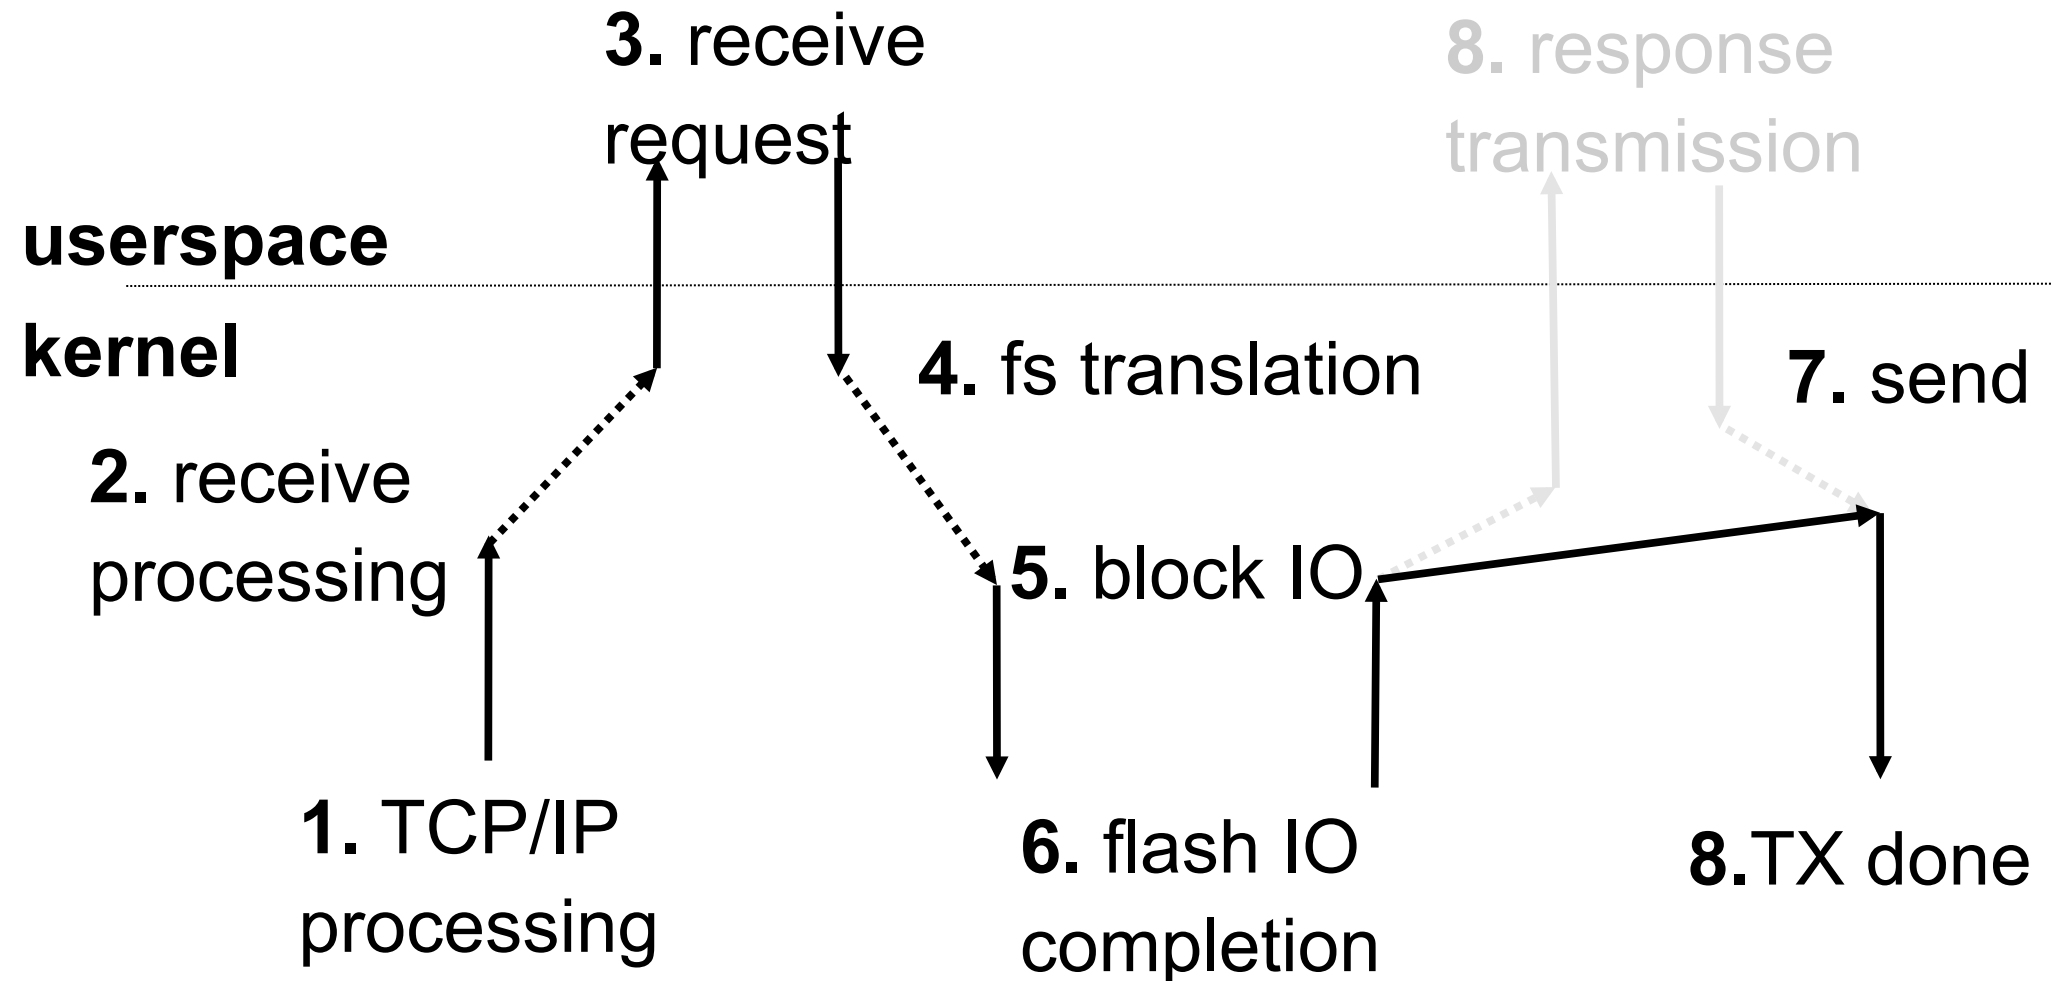 3. receive
request
8. response
transmission
userspace
kernel
4. fs translation
7. send
2. receive
processing
5. block IO
1. TCP/IP
processing
6. flash IO
completion
8.TX done